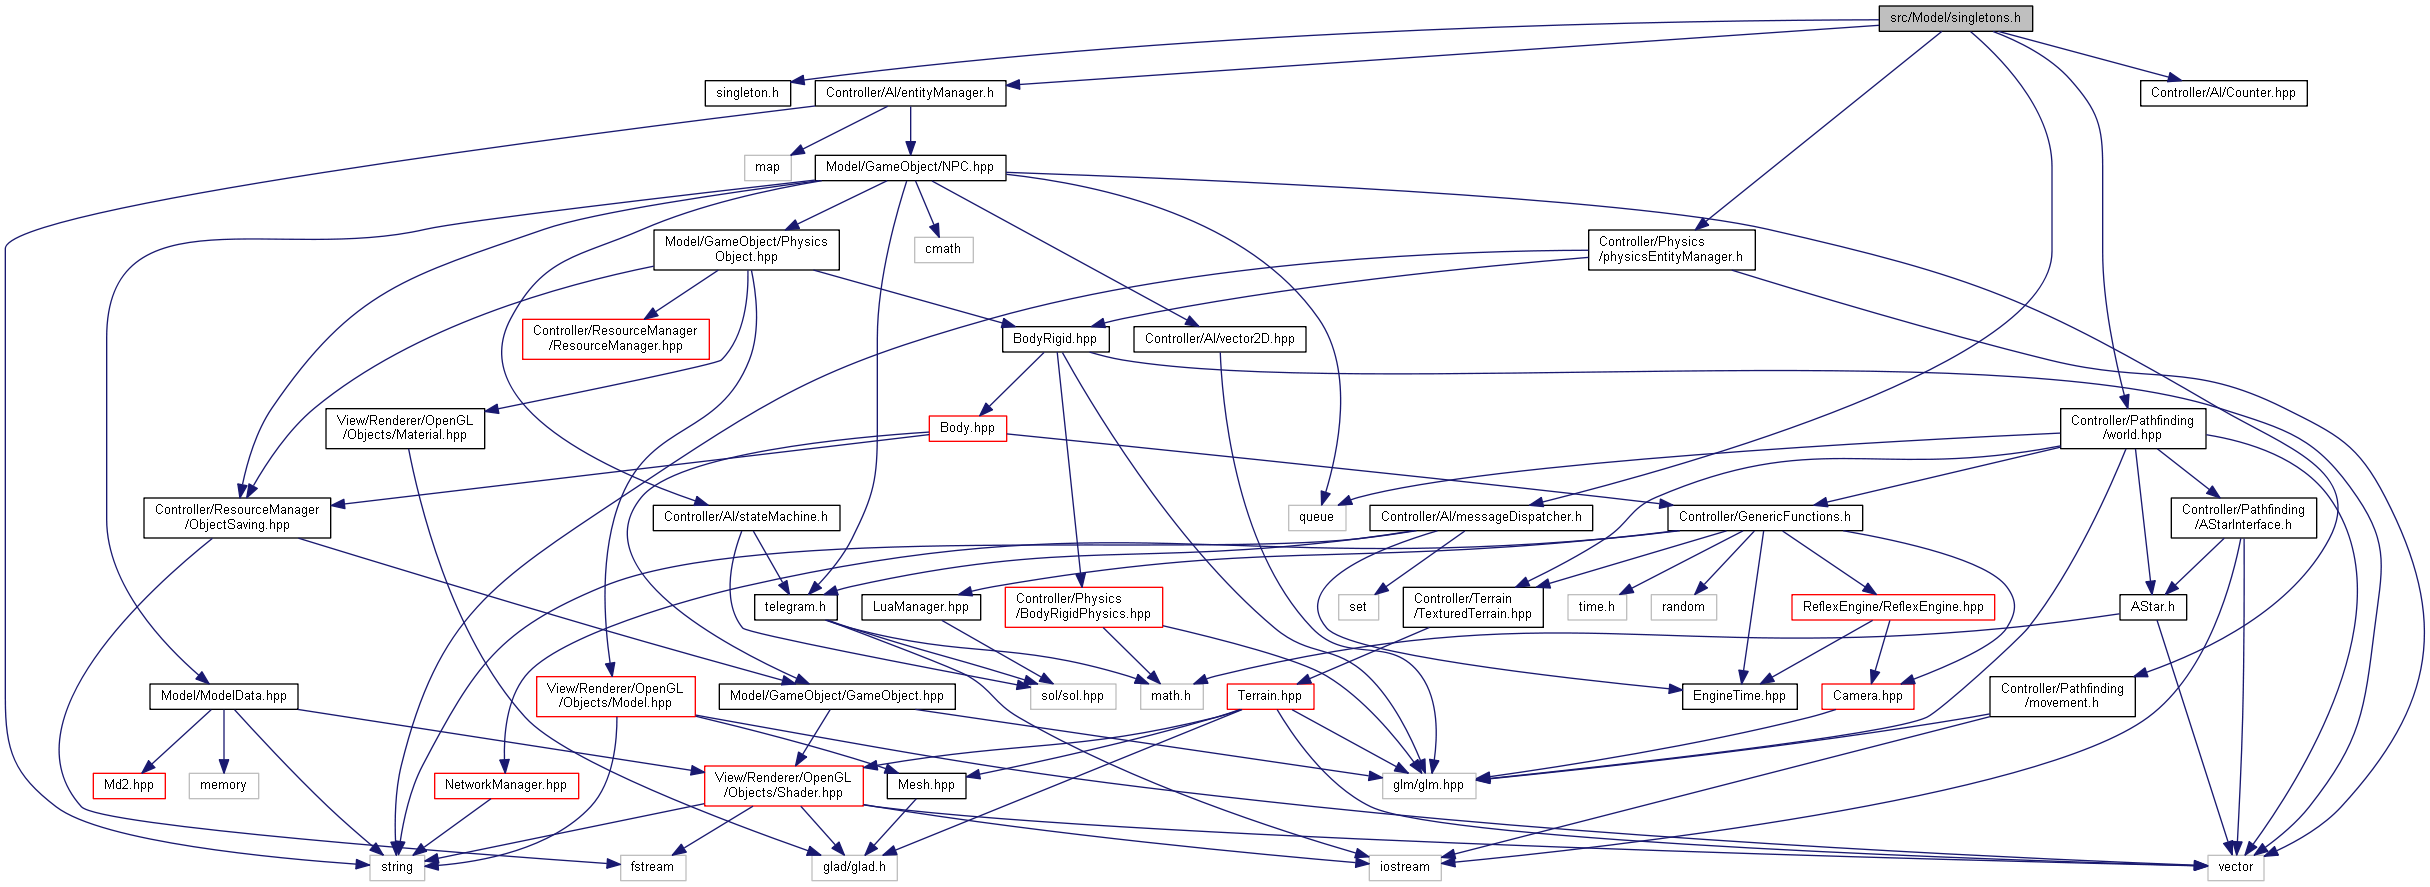 src/Model/singletons.h
singleton.h
Controller/AI/entityManager.h
Controller/AI/Counter.hpp
map
Model/GameObject/NPC.hpp
Model/GameObject/Physics
Object.hpp
cmath
Controller/Physics
/physicsEntityManager.h
Controller/ResourceManager
/ResourceManager.hpp
BodyRigid.hpp
Controller/AI/vector2D.hpp
View/Renderer/OpenGL
/Objects/Material.hpp
Body.hpp
Controller/Pathfinding
/world.hpp
Controller/ResourceManager
/ObjectSaving.hpp
Controller/AI/stateMachine.h
queue
Controller/AI/messageDispatcher.h
Controller/GenericFunctions.h
Controller/Pathfinding
/AStarInterface.h
telegram.h
LuaManager.hpp
Controller/Physics
/BodyRigidPhysics.hpp
set
Controller/Terrain
/TexturedTerrain.hpp
time.h
random
ReflexEngine/ReflexEngine.hpp
AStar.h
Model/ModelData.hpp
View/Renderer/OpenGL
/Objects/Model.hpp
Model/GameObject/GameObject.hpp
sol/sol.hpp
math.h
Terrain.hpp
EngineTime.hpp
Camera.hpp
Controller/Pathfinding
/movement.h
Md2.hpp
memory
NetworkManager.hpp
View/Renderer/OpenGL
/Objects/Shader.hpp
Mesh.hpp
glm/glm.hpp
string
fstream
glad/glad.h
iostream
vector